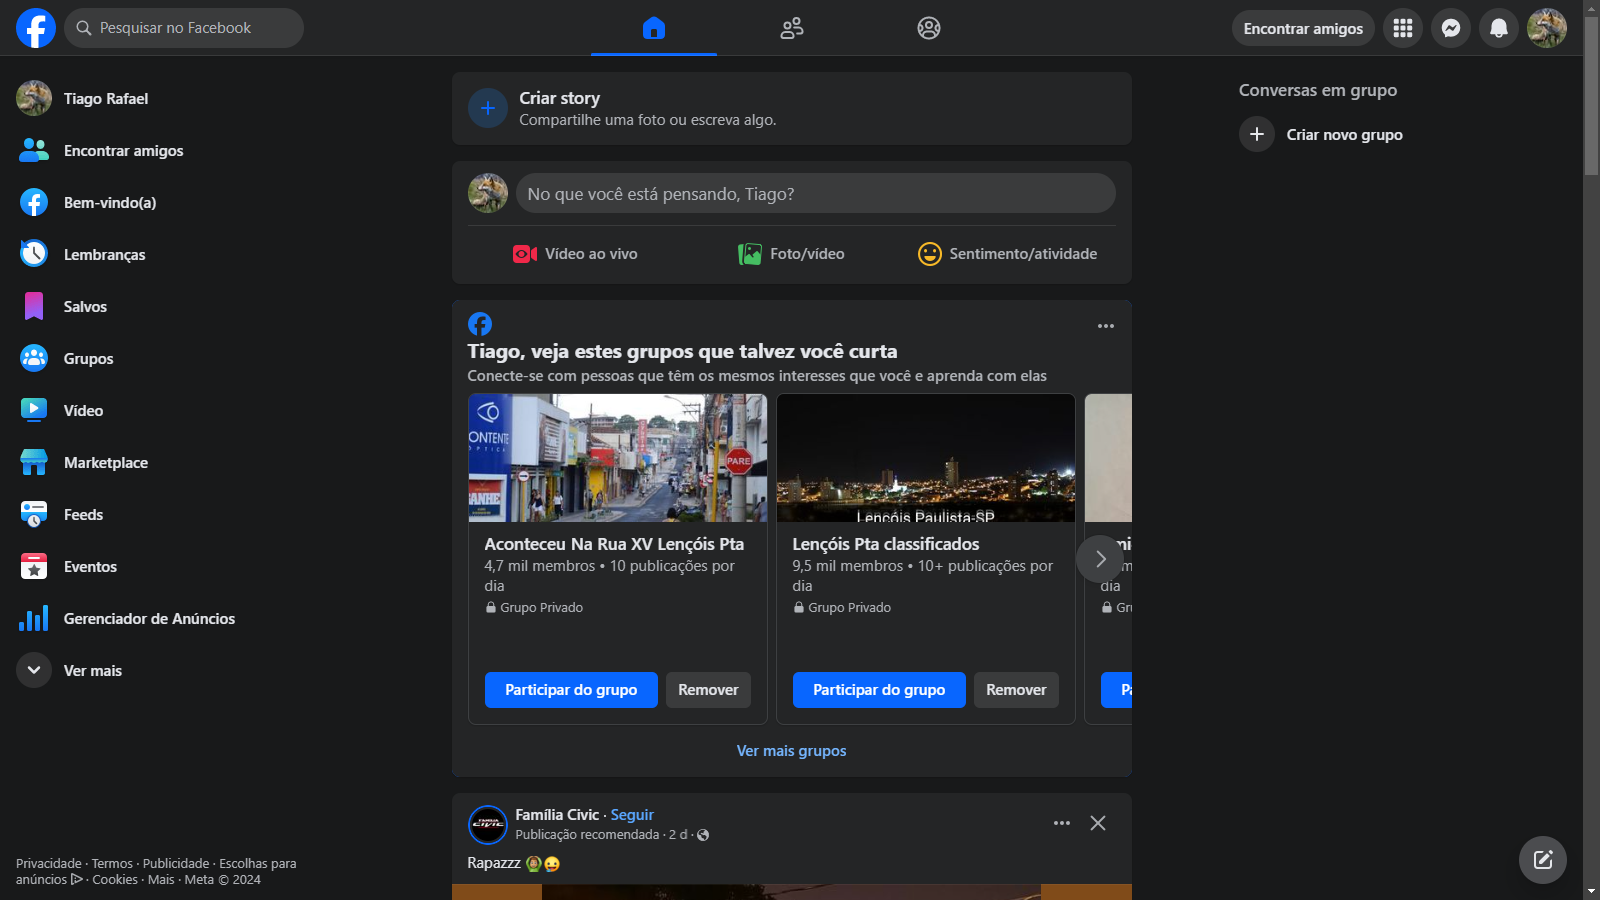 Pesquisar no Facebook
Encontrar amigos
Tiago Rafael
Encontrar amigos
Bem-vindo(a)
Lembranças
Salvos
Grupos
Vídeo
Marketplace
Feeds
Eventos
Gerenciador de Anúncios
Ver mais
Privacidade · Termos · Publicidade · Escolhas para
anúncios · Cookies · Mais · Meta © 2024
Criar story
Compartilhe uma foto ou escreva algo.
No que você está pensando, Tiago?
Vídeo ao vivo
Foto/vídeo
Sentimento/atividade
Tiago, veja estes grupos que talvez você curta
Conecte-se com pessoas que têm os mesmos interesses que você e aprenda com elas
ONTENTE
PARE
ANHE
Aconteceu Na Rua XV Lençóis Pta
4,7 mil membros • 10 publicações por
dia
Grupo Privado
Participar do grupo
Remover
Lençóis Paulista-SP
Lençóis Pta classificados
9,5 mil membros • 10+ publicações por
dia
Grupo Privado
Participar do grupo
Remover
dia
Ver mais grupos
Família Civic · Seguir
Publicação recomendada · 2 d ·
Rapazzz
Conversas em grupo
Criar novo grupo